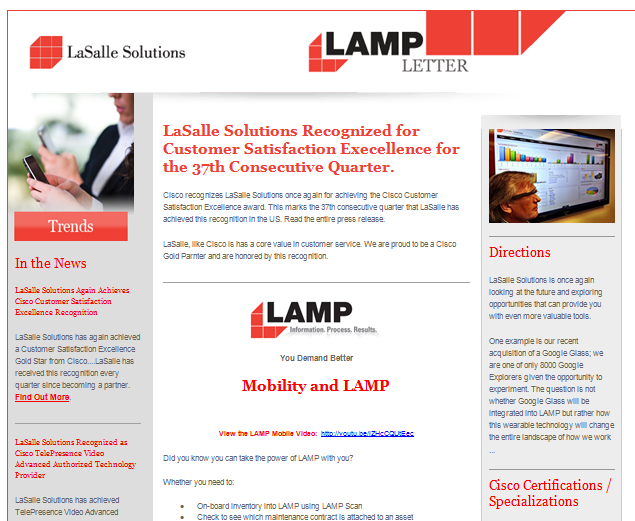 LaSalle Solutions
LAMP
LETTER
Trends
In the News
LaSalle Solutions Again Achieves
Cisco Customer Satisfaction
Excellence Recognition
LaSalle Solutions has again achieved
a Customer Satisfaction Excellence
Gold Star from Cisco....LaSalle has
received this recognition every
quarter since becoming a partner.
Find Out More.
LaSalle Solutions Recognized as
Cisco TelePresence Video
Advanced Authorized Technology
Provider
LaSalle Solutions has achieved
TelePresence Video Advanced
LaSalle Solutions Recognized for
Customer Satisfaction Execellence for
the 37th Consecutive Quarter.
Cisco recognizes LaSalle Solutions once again for achieving the Cisco Customer
Satisfaction Excellence award. This marks the 37th consecutive quarter that LaSalle has
achieved this recognition in the US. Read the entire press release.
LaSalle, like Cisco is has a core value in customer service. We are proud to be a Cisco
Gold Parnter and are honored by this recognition.
LAMP
Information. Process. Results.
You Demand Better
Mobility and LAMP
View the LAMP Mobile Video:
Did you know you can take the power of LAMP with you?
Whether you need to:
• On-board inventory into LAMP using LAMP Scan
• Check to see which maintenance contract is attached to an asset
Directions
LaSalle Solutions is once again
looking at the future and exploring
opportunities that can provide you
with even more valuable tools.
One example is our recent
acquisition of a Google Glass; we
are one of only 8000 Google
Explorers given the opportunity to
experiment. The question is not
whether Google Glass will be
integrated into LAMP but rather how
this wearable technology will change
the entire landscape of how we work
...
Cisco Certifications /
Specializations